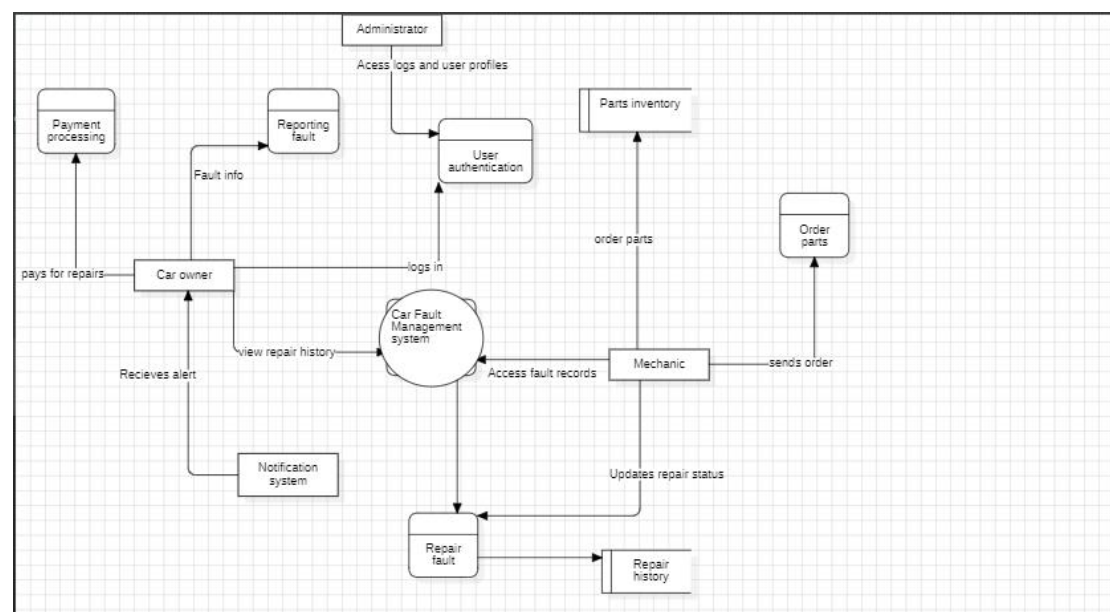 Administrator
Acess logs and user profiles
Payment
processing
Reporting
fault
Parts inventory
User
authentication
Fault info
Order
parts
order parts
pays for repairs
Car owner
logs in
Car Fault
Management
system
view repair history
Mechanic
sends order
Recieves alert
Access fault records
Notification
system
Updates repair status
Repair
fault
Repair
history